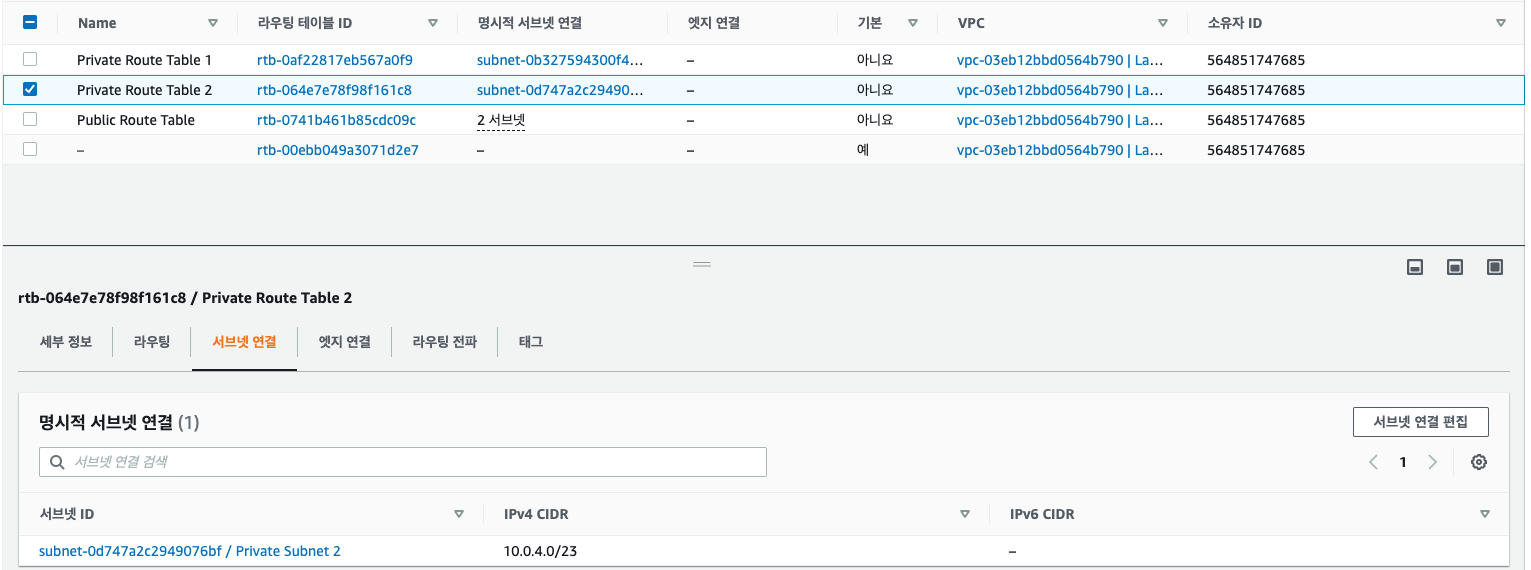 Name 라우팅 테이블 ID 명시적 서브넷 연결 엣지 연결 기본 VPC 소유자 ID
Private Route Table 1 rtb-0af22817eb567a0f9 subnet-0b327594300f4... – 아니요 vpc-03eb12bbd0564b790 | La... 564851747685
Private Route Table 2 rtb-064e7e78f98f161c8 subnet-0d747a2c29490... – 아니요 vpc-03eb12bbd0564b790 | La... 564851747685
Public Route Table rtb-0741b461b85cdc09c 2 서브넷 – 아니요 vpc-03eb12bbd0564b790 | La... 564851747685
– rtb-00ebb049a3071d2e7 – – 예 vpc-03eb12bbd0564b790 | La... 564851747685
rtb-064e7e78f98f161c8 / Private Route Table 2
세부 정보 라우팅 서브넷 연결 엣지 연결 라우팅 전파 태그
명시적 서브넷 연결 (1) 서브넷 연결 편집
서브넷 연결 검색 1
서브넷 ID IPv4 CIDR IPv6 CIDR
subnet-0d747a2c2949076bf / Private Subnet 2 10.0.4.0/23 –